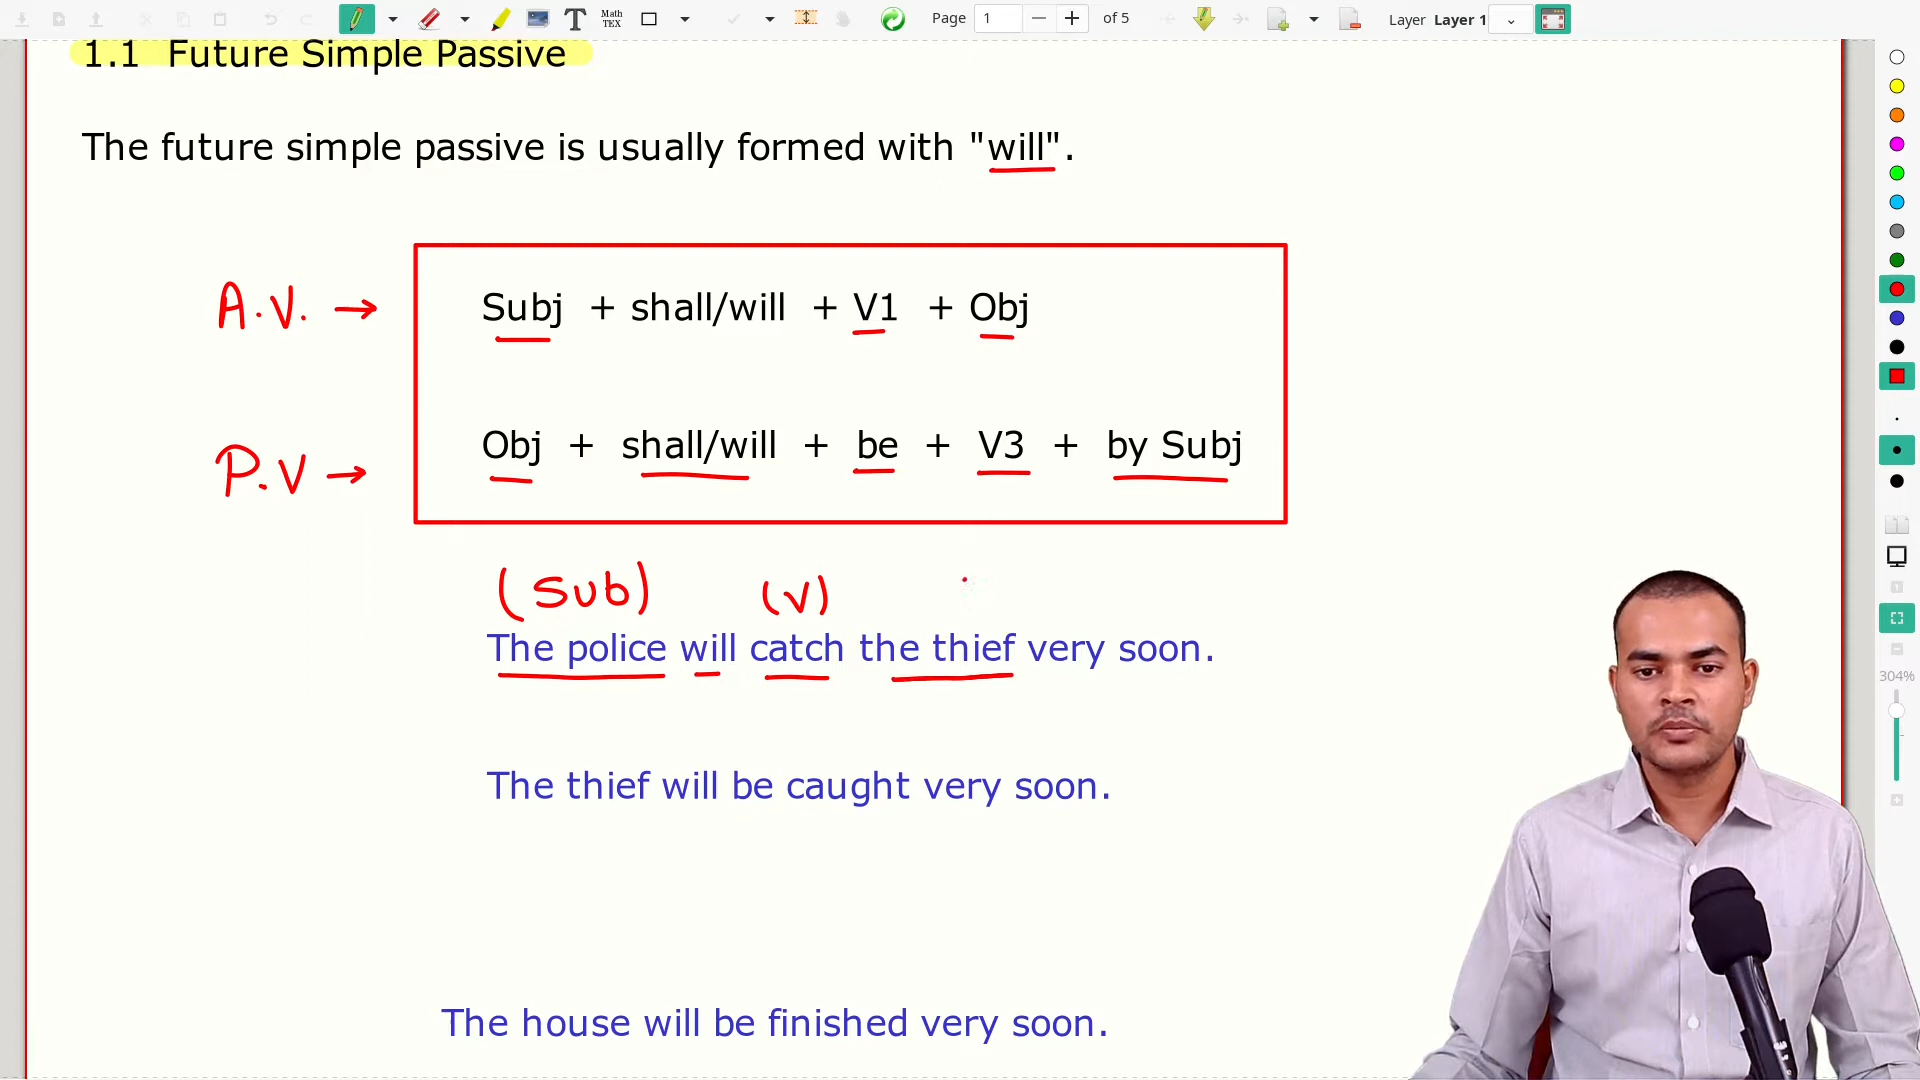 Math
TEX
Page 1 of 5
Layer Layer 1
1.1 Future Simple Passive
The future simple passive is usually formed with "will".
A.V. → Subj + shall/will + V1 + Obj
P.V → Obj + shall/will + be + V3 + by Subj
(Sub) (V)
The police will catch the thief very soon.
304%
The thief will be caught very soon.
The house will be finished very soon.